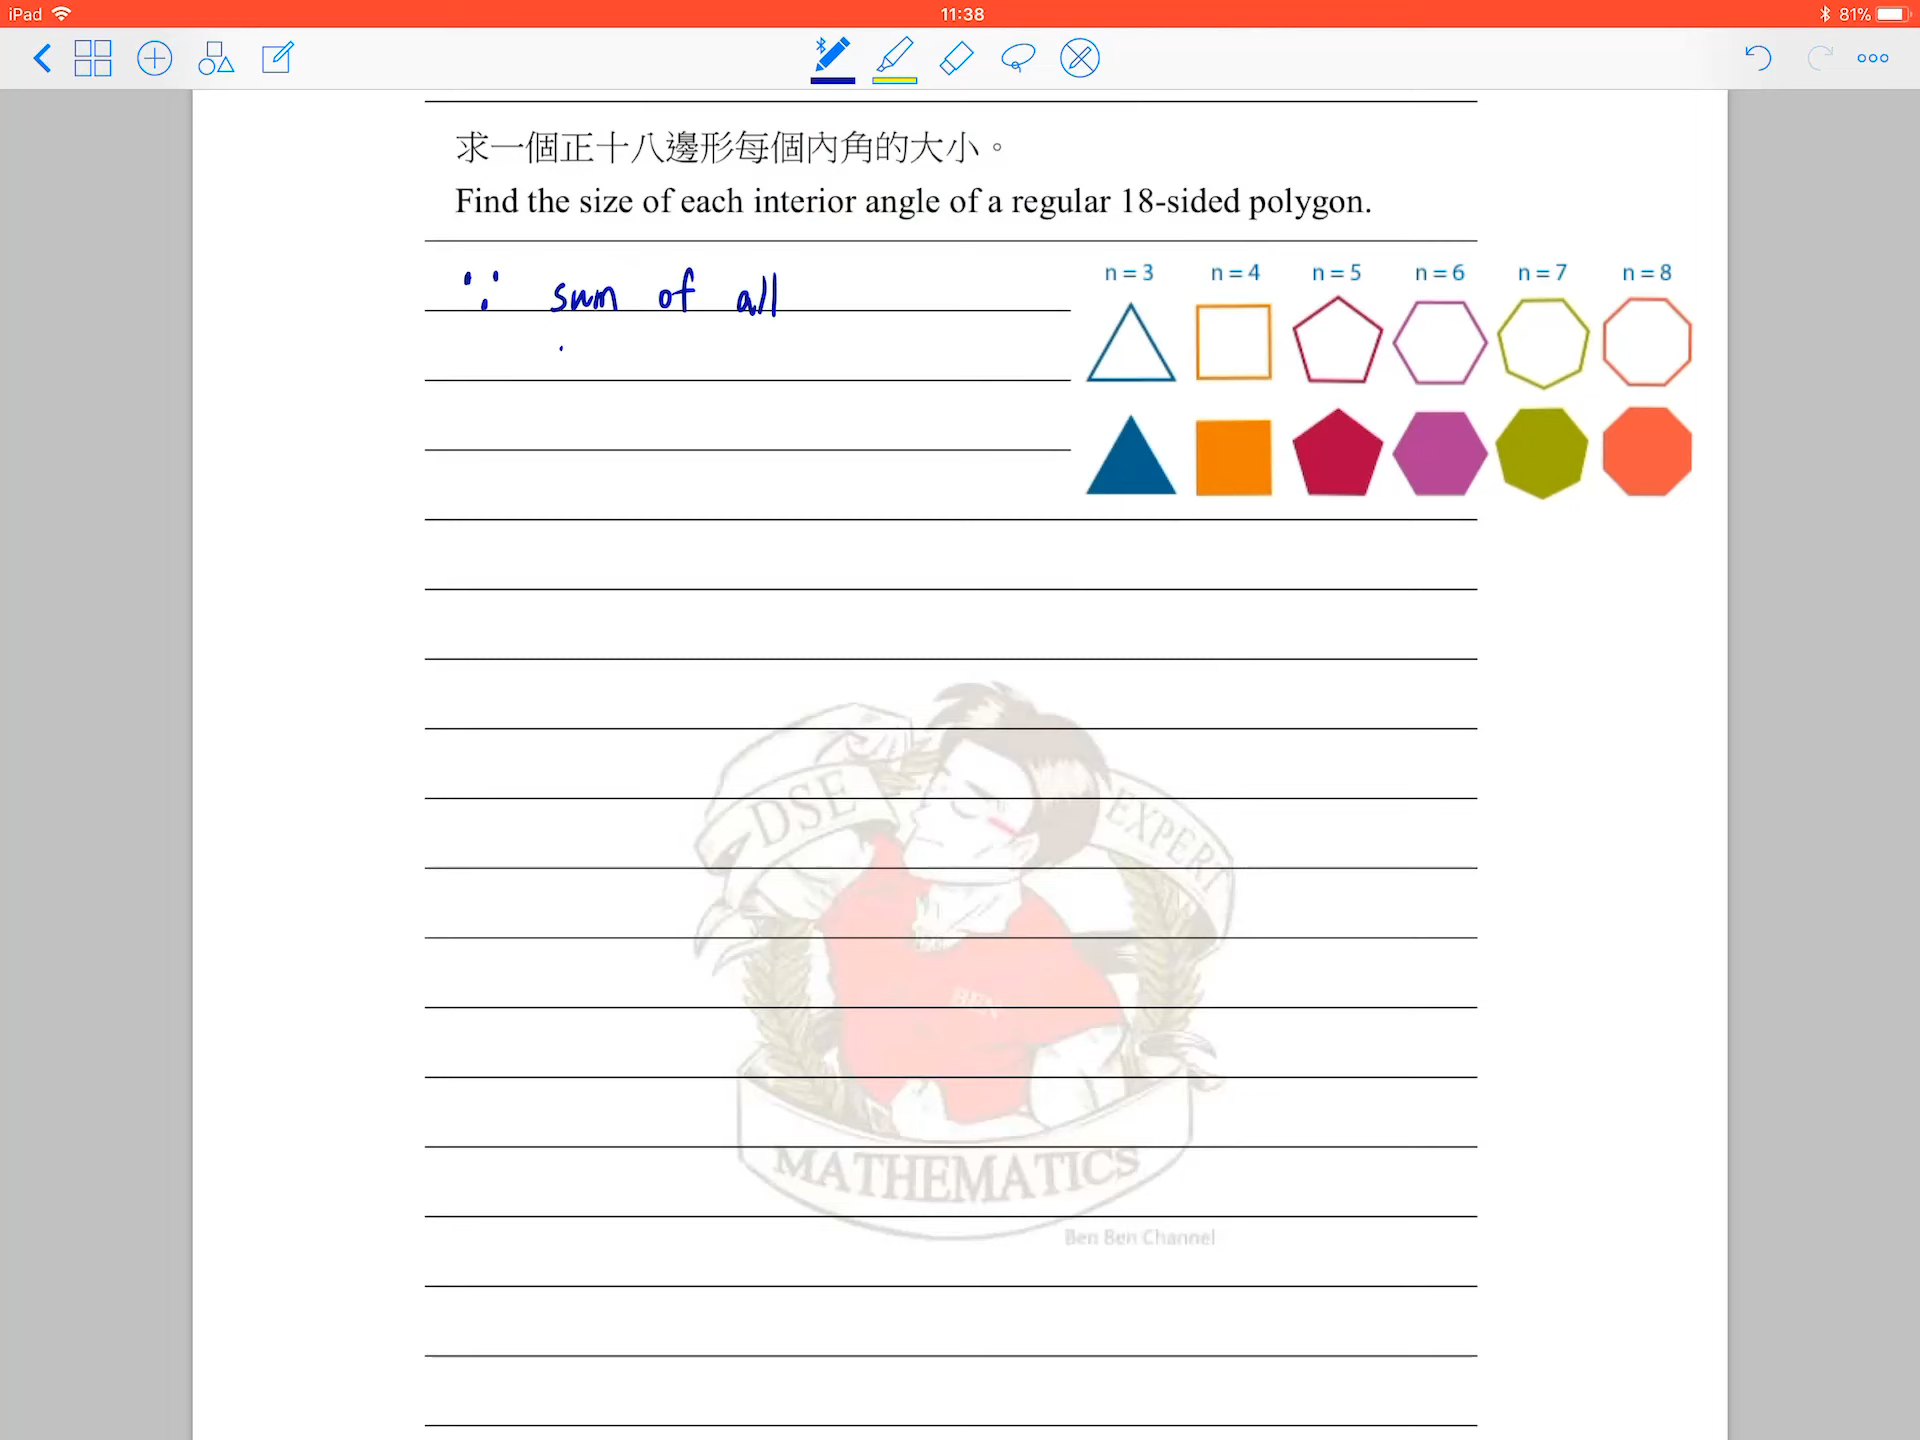 iPad 11:38 81%
求一個正十八邊形每個內角的大小。
Find the size of each interior angle of a regular 18-sided polygon.
∵ sum of all
n = 3 n = 4 n = 5 n = 6 n = 7 n = 8
DSE EXPERT
BEN
MATHEMATICS
Ben Ben Channel